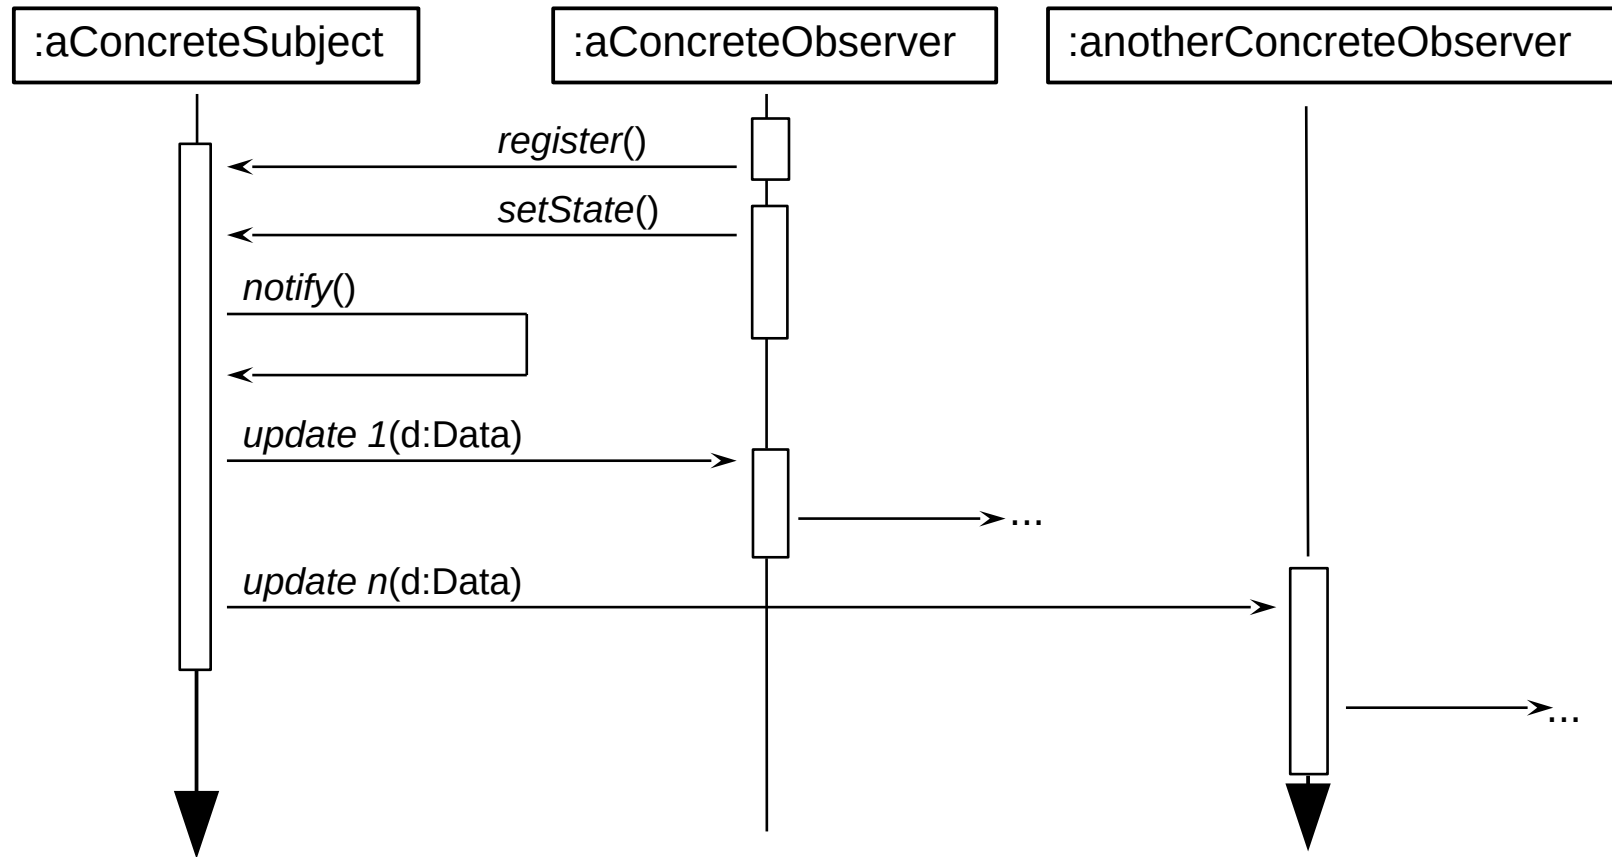 :aConcreteSubject
:aConcreteObserver
:anotherConcreteObserver
register()
setState()
notify()
update 1(d:Data)
...
update n(d:Data)
...